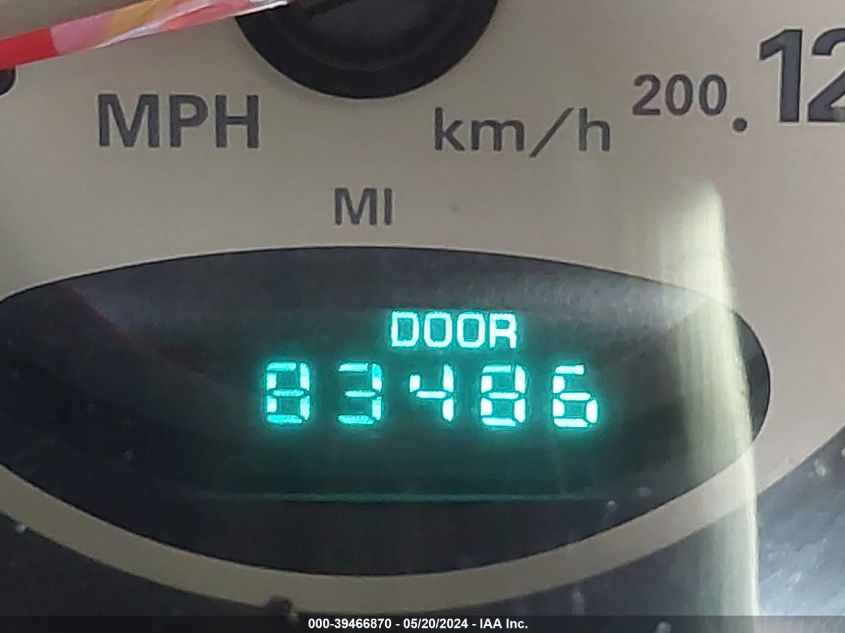 MPH km/h 200. 12
MI
DOOR
83486
000-39466870 - 05/20/2024 - IAA Inc.